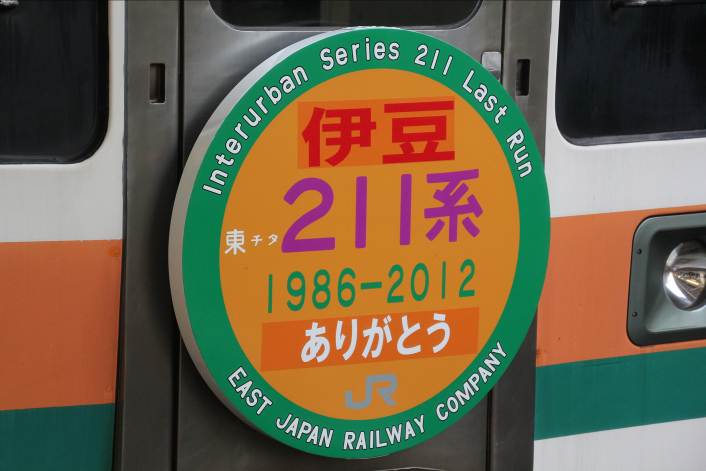 Interurban Series 211 Last Run
伊豆
211系
東チタ
1986-2012
ありがとう
JR
EAST JAPAN RAILWAY COMPANY